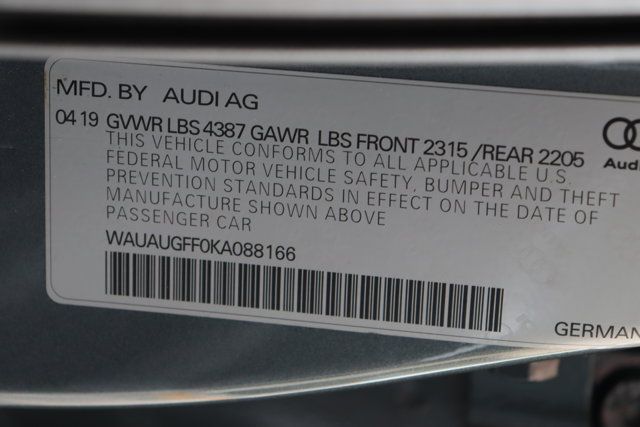 MFD. BY AUDI AG
04 19 GVWR LBS 4387 GAWR LBS FRONT 2315 / REAR 2205
THIS VEHICLE CONFORMS TO ALL APPLICABLE U.S.
FEDERAL MOTOR VEHICLE SAFETY, BUMPER AND THEFT
PREVENTION STANDARDS IN EFFECT ON THE DATE OF
MANUFACTURE SHOWN ABOVE
PASSENGER CAR
WAUAUGFF0KA088166
Aud
GERMAN